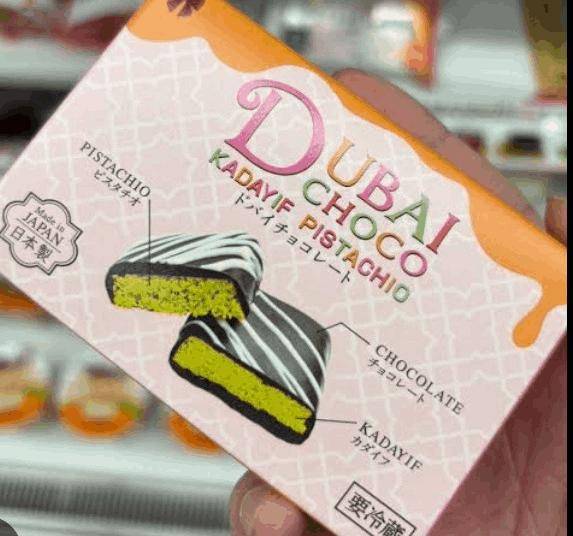 DUBAI
CHOCO
KADAYIF PISTACHIO
ドバイチョコレート
PISTACHIO
ピスタチオ
Made in
JAPAN
日本製
CHOCOLATE
チョコレート
KADAYIF
カダイフ
要冷蔵